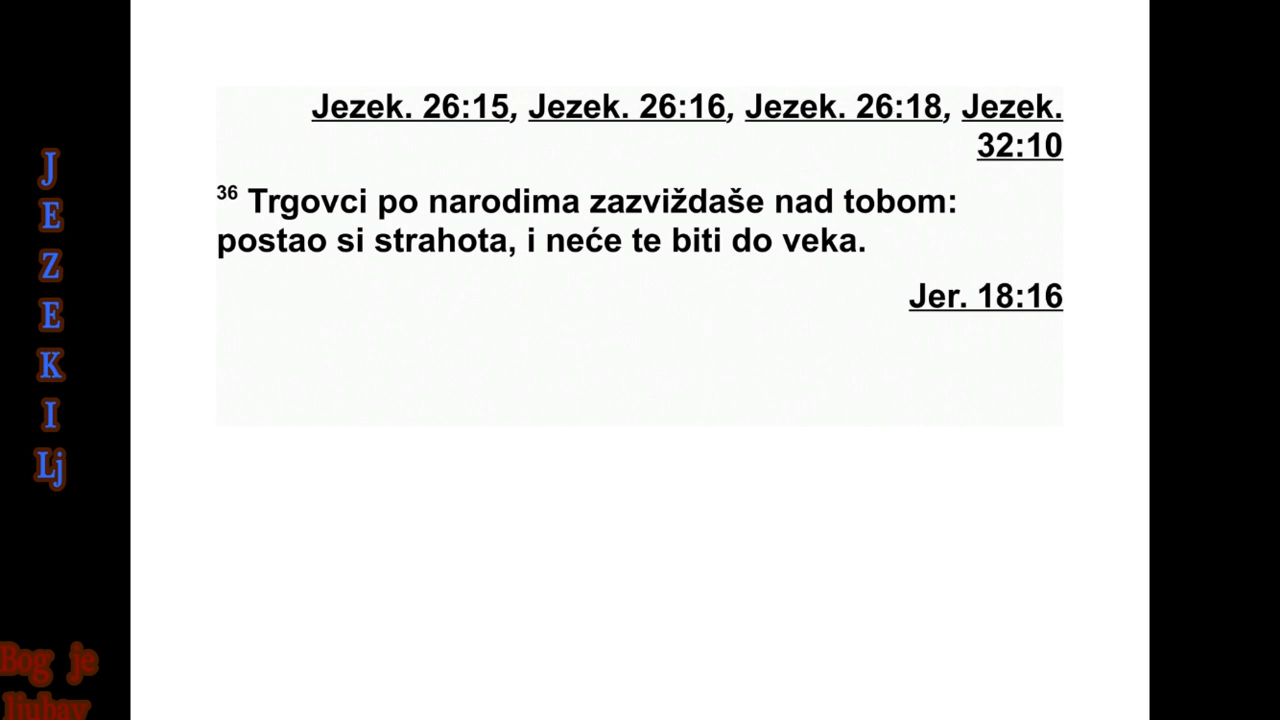 J
E
Z
E
K
I
Lj
Bog je
ljubav
Jezek. 26:15, Jezek. 26:16, Jezek. 26:18, Jezek.
32:10
36 Trgovci po narodima zazviždaše nad tobom:
postao si strahota, i neće te biti do veka.
Jer. 18:16